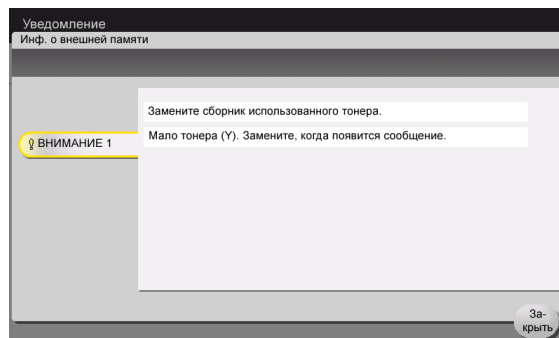 Уведомление
Инф. о внешней памяти
Замените сборник использованного тонера.
Мало тонера (Y). Замените, когда появится сообщение.
ВНИМАНИЕ 1
За-
крыть